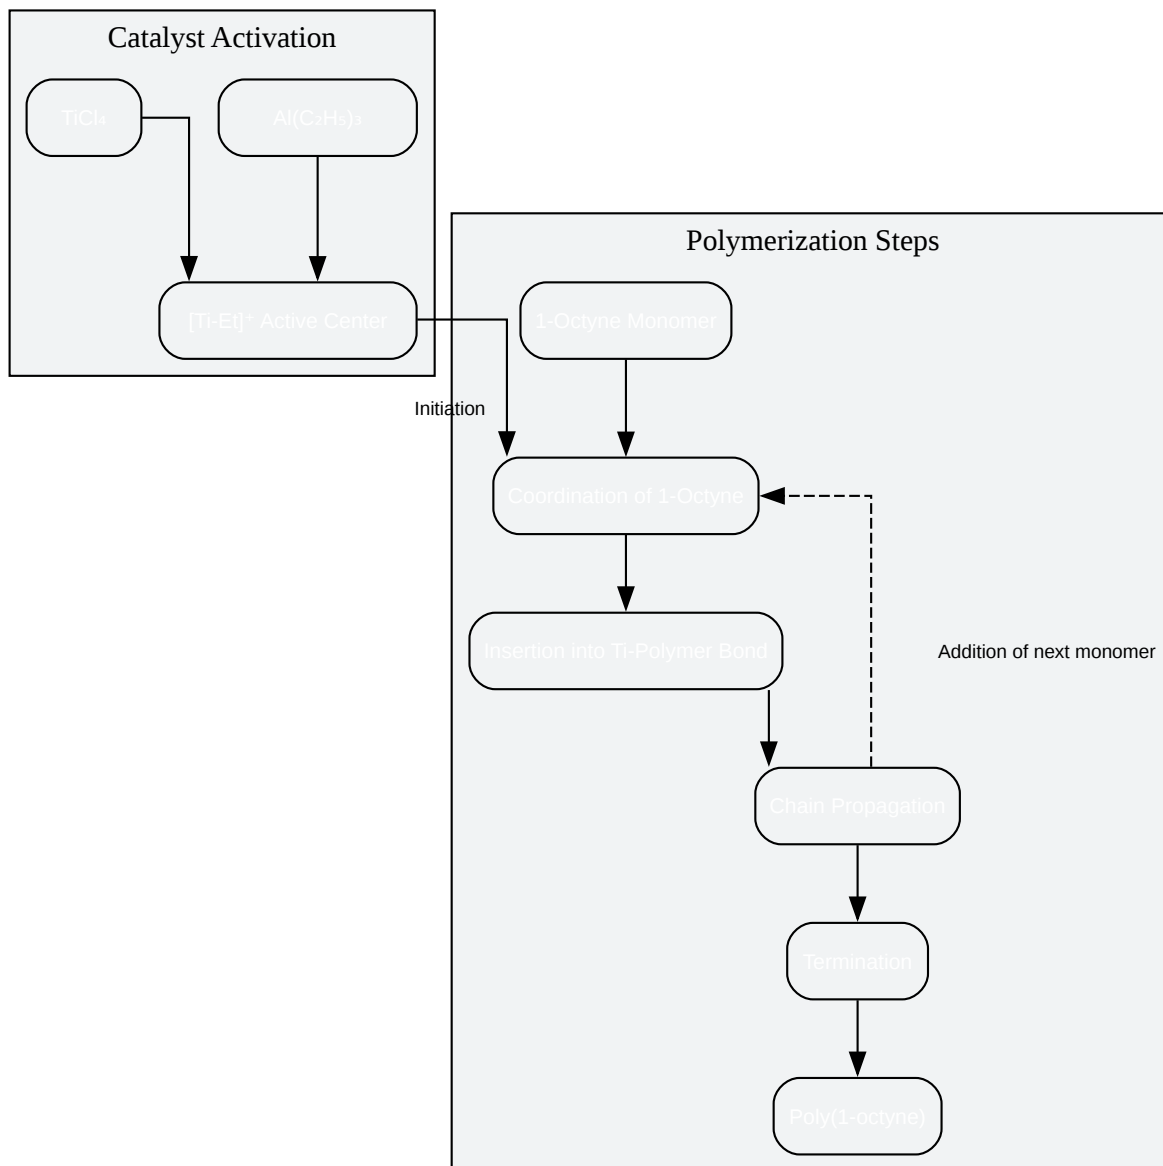 Catalyst Activation
TiCl₄
Al(C₂H₅)₃
[Ti-Et]⁺ Active Center
Polymerization Steps
1-Octyne Monomer
Initiation
Coordination of 1-Octyne
Insertion into Ti-Polymer Bond
Addition of next monomer
Chain Propagation
Termination
Poly(1-octyne)